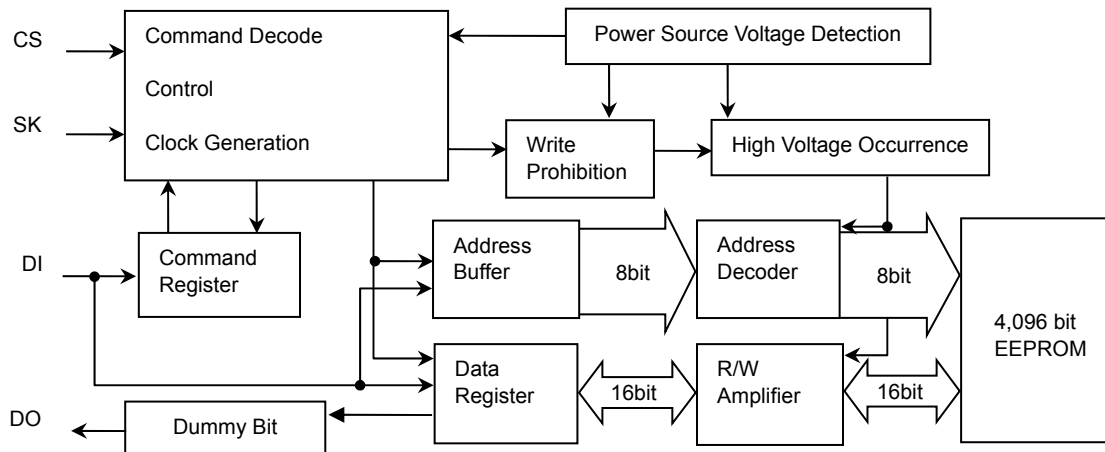 CS
Command Decode
Control
Clock Generation
Power Source Voltage Detection
SK
Write
Prohibition
High Voltage Occurrence
DI
Command
Register
Address
Buffer
8bit
Address
Decoder
8bit
4,096 bit
EEPROM
Data
Register
16bit
R/W
Amplifier
16bit
DO
Dummy Bit